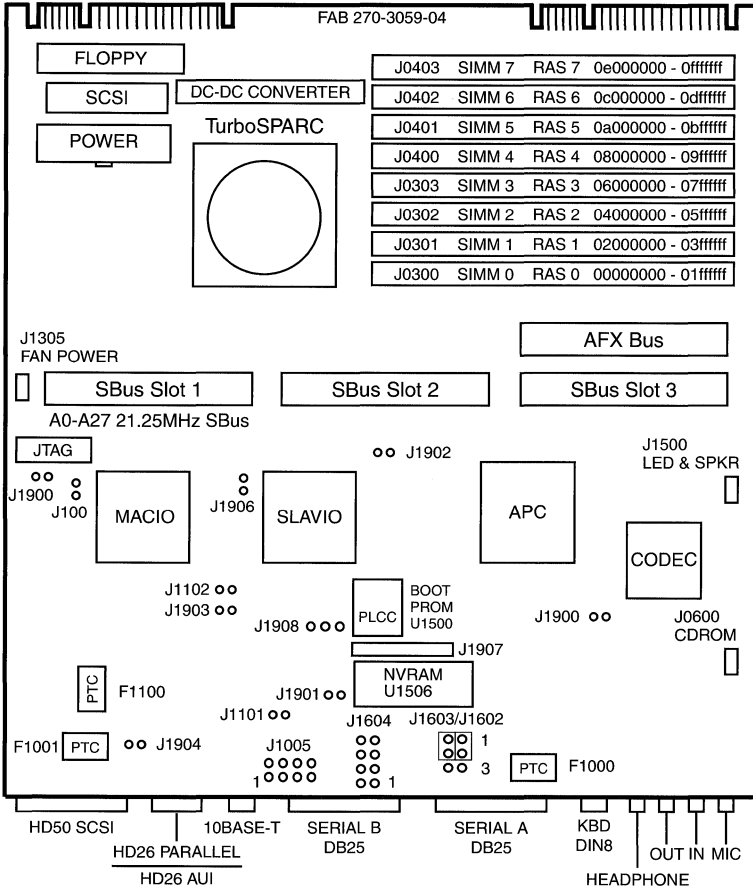 FAB 270-3059-04
FLOPPY
SCSI
DC-DC CONVERTER
POWER
TurboSPARC
J0403 SIMM 7 RAS 7 0e000000 - 0fffffff
J0402 SIMM 6 RAS 6 0c000000 - 0dffffff
J0401 SIMM 5 RAS 5 0a000000 - 0bffffff
J0400 SIMM 4 RAS 4 08000000 - 09ffffff
J0303 SIMM 3 RAS 3 06000000 - 07ffffff
J0302 SIMM 2 RAS 2 04000000 - 05ffffff
J0301 SIMM 1 RAS 1 02000000 - 03ffffff
J0300 SIMM 0 RAS 0 00000000 - 01ffffff
J1305
FAN POWER
AFX Bus
SBus Slot 1
SBus Slot 2
SBus Slot 3
A0-A27 21.25MHz SBus
JTAG
J1900
J100
MACIO
J1906
SLAVIO
J1902
APC
J1500
LED & SPKR
CODEC
J1102
J1903
J1908
PLCC
BOOT
PROM
U1500
J1900
J0600
CDROM
J1907
NVRAM
U1506
PTC
F1100
J1901
J1101
J1604
J1603/J1602
1
3
F1001
PTC
J1904
J1005
1
1
PTC
F1000
HD50 SCSI
HD26 PARALLEL
HD26 AUI
10BASE-T
SERIAL B
DB25
SERIAL A
DB25
KBD
DIN8
HEADPHONE
OUT
IN
MIC